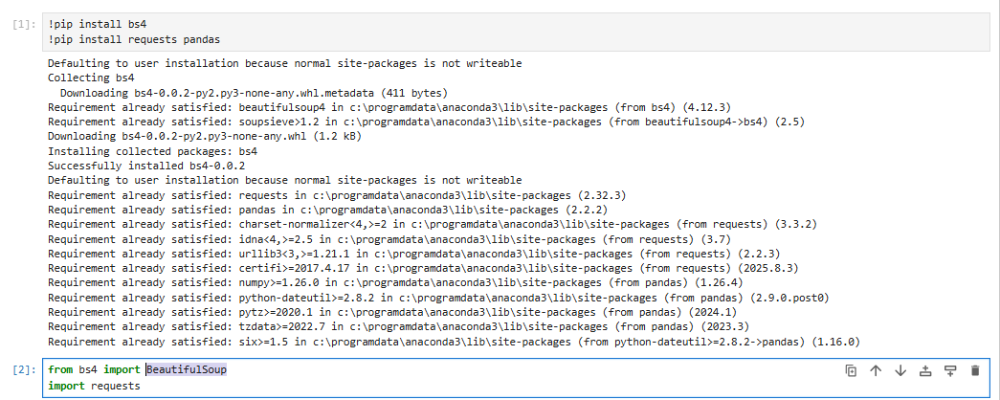 [1]: !pip install bs4
!pip install requests pandas
Defaulting to user installation because normal site-packages is not writeable
Collecting bs4
  Downloading bs4-0.0.2-py2.py3-none-any.whl.metadata (411 bytes)
Requirement already satisfied: beautifulsoup4 in c:\programdata\anaconda3\lib\site-packages (from bs4) (4.12.3)
Requirement already satisfied: soupsieve>1.2 in c:\programdata\anaconda3\lib\site-packages (from beautifulsoup4->bs4) (2.5)
Downloading bs4-0.0.2-py2.py3-none-any.whl (1.2 kB)
Installing collected packages: bs4
Successfully installed bs4-0.0.2
Defaulting to user installation because normal site-packages is not writeable
Requirement already satisfied: requests in c:\programdata\anaconda3\lib\site-packages (2.32.3)
Requirement already satisfied: pandas in c:\programdata\anaconda3\lib\site-packages (2.2.2)
Requirement already satisfied: charset-normalizer<4,>=2 in c:\programdata\anaconda3\lib\site-packages (from requests) (3.3.2)
Requirement already satisfied: idna<4,>=2.5 in c:\programdata\anaconda3\lib\site-packages (from requests) (3.7)
Requirement already satisfied: urllib3<3,>=1.21.1 in c:\programdata\anaconda3\lib\site-packages (from requests) (2.2.3)
Requirement already satisfied: certifi>=2017.4.17 in c:\programdata\anaconda3\lib\site-packages (from requests) (2025.8.3)
Requirement already satisfied: numpy>=1.26.0 in c:\programdata\anaconda3\lib\site-packages (from pandas) (1.26.4)
Requirement already satisfied: python-dateutil>=2.8.2 in c:\programdata\anaconda3\lib\site-packages (from pandas) (2.9.0.post0)
Requirement already satisfied: pytz>=2020.1 in c:\programdata\anaconda3\lib\site-packages (from pandas) (2024.1)
Requirement already satisfied: tzdata>=2022.7 in c:\programdata\anaconda3\lib\site-packages (from pandas) (2023.3)
Requirement already satisfied: six>=1.5 in c:\programdata\anaconda3\lib\site-packages (from python-dateutil>=2.8.2->pandas) (1.16.0)
[2]: from bs4 import BeautifulSoup
import requests